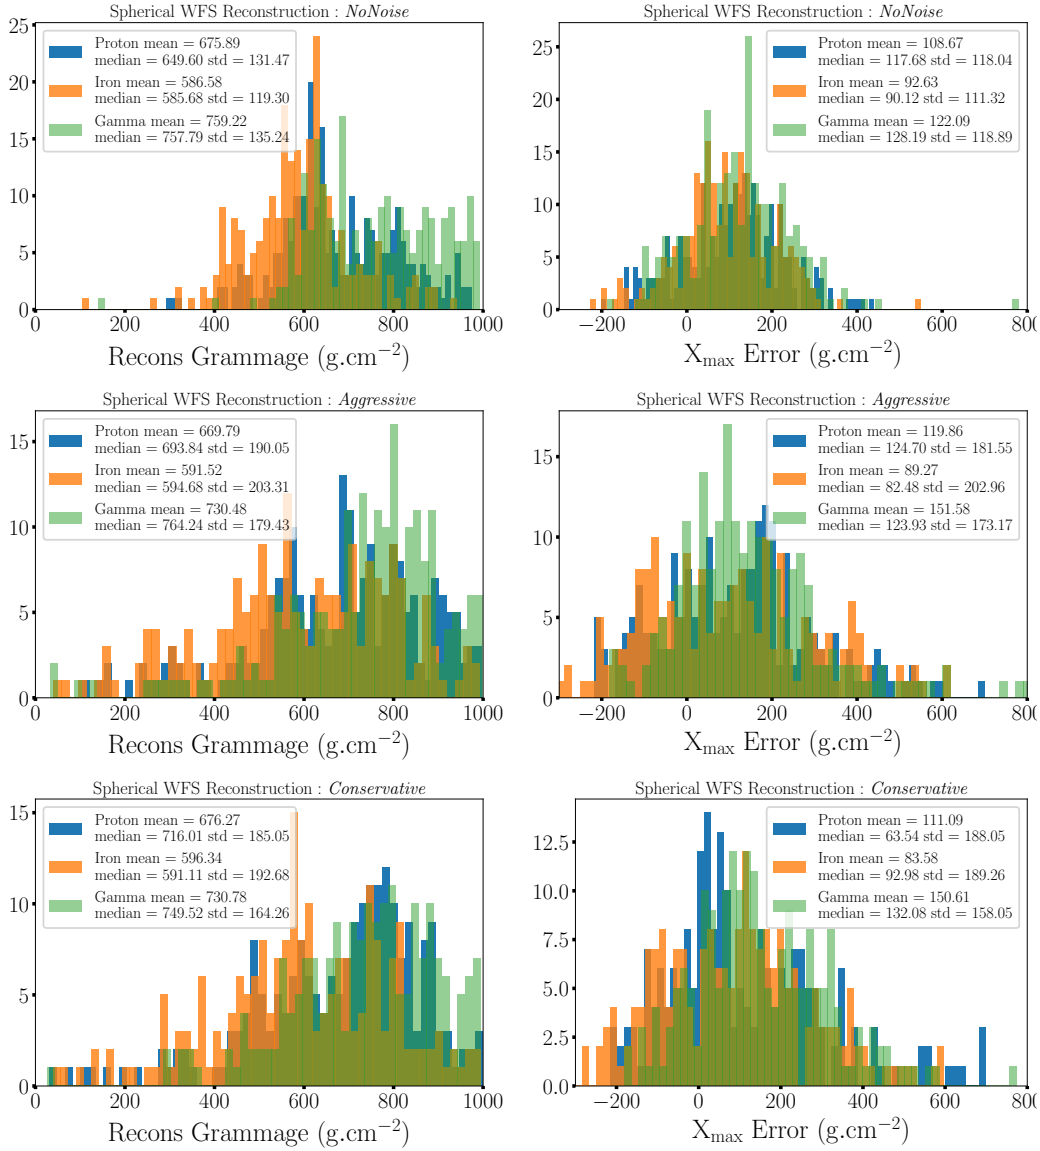 Spherical WFS Reconstruction : NoNoise
25
20
15
10
5
0
Proton mean = 675.89
median = 649.60 std = 131.47
Iron mean = 586.58
median = 585.68 std = 119.30
Gamma mean = 759.22
median = 757.79 std = 135.24
0 200 400 600 800 1000
Recons Grammage (g.cm⁻²)
Spherical WFS Reconstruction : NoNoise
25
20
15
10
5
0
Proton mean = 108.67
median = 117.68 std = 118.04
Iron mean = 92.63
median = 90.12 std = 111.32
Gamma mean = 122.09
median = 128.19 std = 118.89
−200 0 200 400 600 800
Xmax Error (g.cm⁻²)
Spherical WFS Reconstruction : Aggressive
15
10
5
0
Proton mean = 669.79
median = 693.84 std = 190.05
Iron mean = 591.52
median = 594.68 std = 203.31
Gamma mean = 730.48
median = 764.24 std = 179.43
0 200 400 600 800 1000
Recons Grammage (g.cm⁻²)
Spherical WFS Reconstruction : Aggressive
15
10
5
0
Proton mean = 119.86
median = 124.70 std = 181.55
Iron mean = 89.27
median = 82.48 std = 202.96
Gamma mean = 151.58
median = 123.93 std = 173.17
−200 0 200 400 600 800
Xmax Error (g.cm⁻²)
Spherical WFS Reconstruction : Conservative
15
10
5
0
Proton mean = 676.27
median = 716.01 std = 185.05
Iron mean = 596.34
median = 591.11 std = 192.68
Gamma mean = 730.78
median = 749.52 std = 164.26
0 200 400 600 800 1000
Recons Grammage (g.cm⁻²)
Spherical WFS Reconstruction : Conservative
12.5
10.0
7.5
5.0
2.5
0.0
Proton mean = 111.09
median = 63.54 std = 188.05
Iron mean = 83.58
median = 92.98 std = 189.26
Gamma mean = 150.61
median = 132.08 std = 158.05
−200 0 200 400 600 800
Xmax Error (g.cm⁻²)